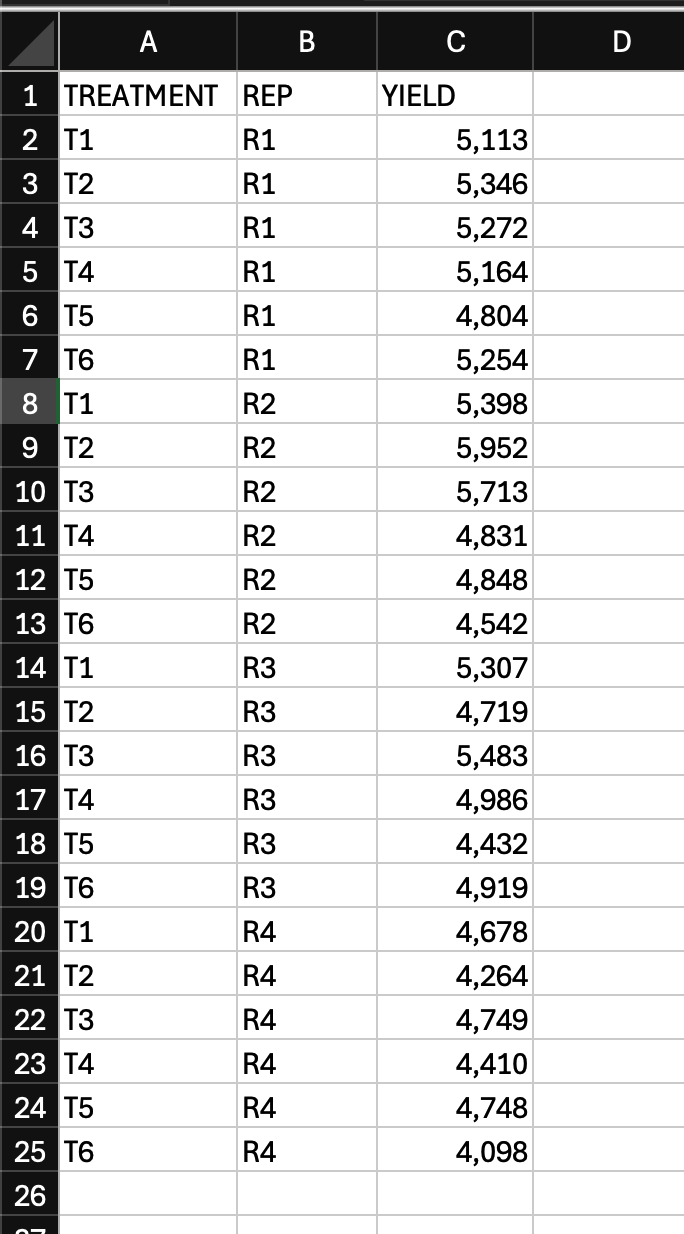 A B C D
1 TREATMENT REP YIELD
2 T1 R1 5,113
3 T2 R1 5,346
4 T3 R1 5,272
5 T4 R1 5,164
6 T5 R1 4,804
7 T6 R1 5,254
8 T1 R2 5,398
9 T2 R2 5,952
10 T3 R2 5,713
11 T4 R2 4,831
12 T5 R2 4,848
13 T6 R2 4,542
14 T1 R3 5,307
15 T2 R3 4,719
16 T3 R3 5,483
17 T4 R3 4,986
18 T5 R3 4,432
19 T6 R3 4,919
20 T1 R4 4,678
21 T2 R4 4,264
22 T3 R4 4,749
23 T4 R4 4,410
24 T5 R4 4,748
25 T6 R4 4,098
26